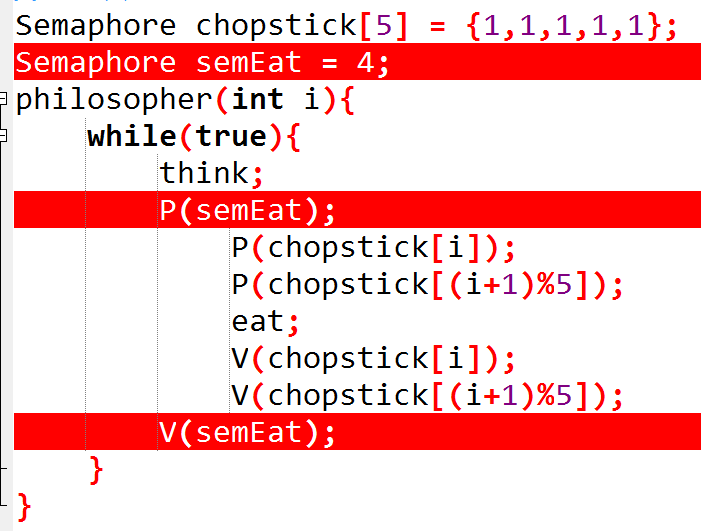 Semaphore chopstick[5] = {1,1,1,1,1};
Semaphore semEat = 4;
philosopher(int i){
    while(true){
        think;
        P(semEat);
            P(chopstick[i]);
            P(chopstick[(i+1)%5]);
            eat;
            V(chopstick[i]);
            V(chopstick[(i+1)%5]);
        V(semEat);
    }
}